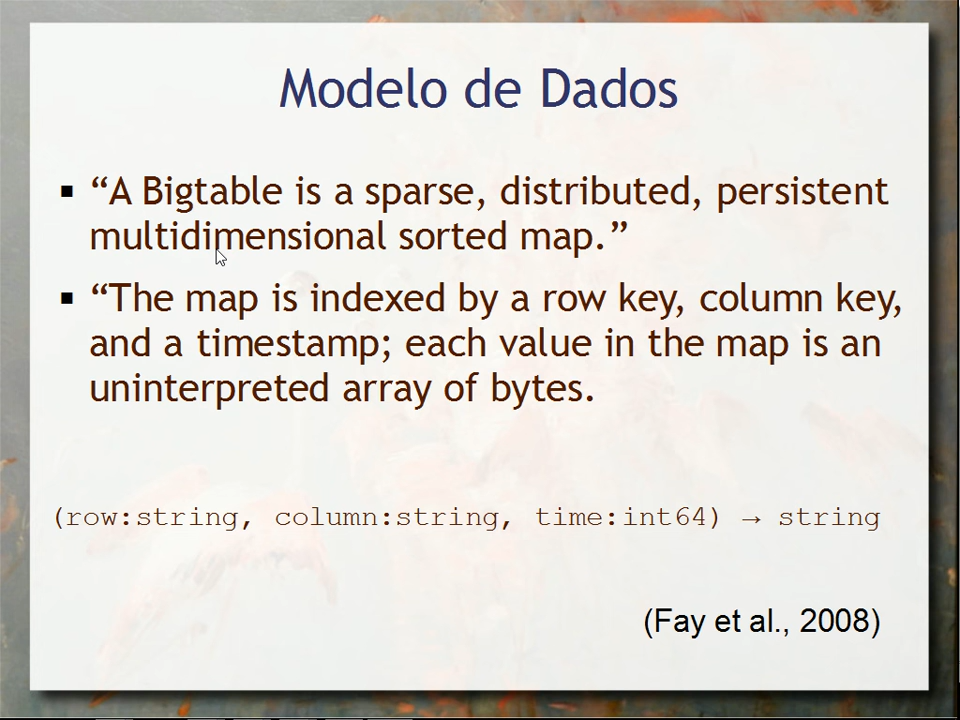 Modelo de Dados
“A Bigtable is a sparse, distributed, persistent
multidimensional sorted map.”
“The map is indexed by a row key, column key,
and a timestamp; each value in the map is an
uninterpreted array of bytes.
(row:string, column:string, time:int64) → string
(Fay et al., 2008)